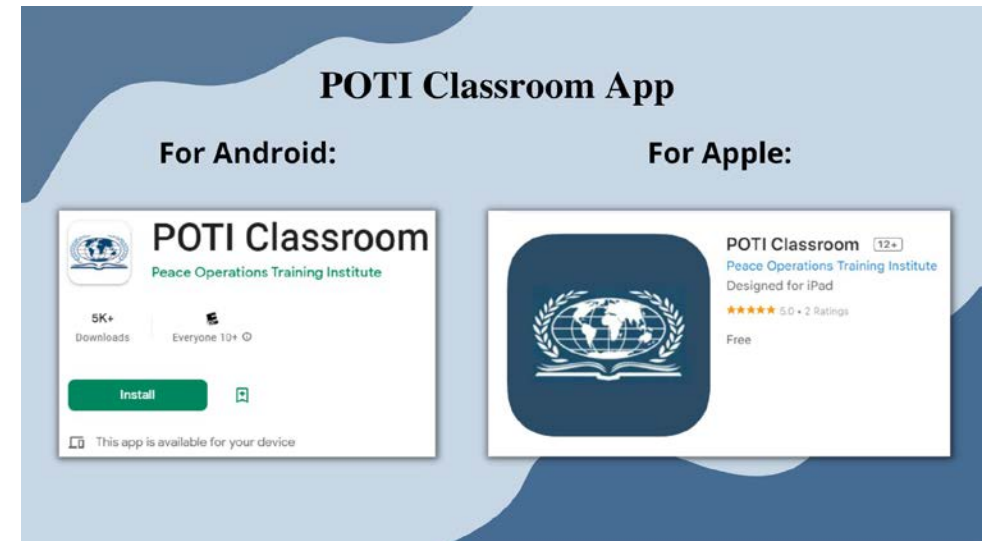 POTI Classroom App
For Android:
POTI Classroom
Peace Operations Training Institute
5K+
Downloads
E
Everyone 10+
Install
This app is available for your device
For Apple:
POTI Classroom 12+
Peace Operations Training Institute
Designed for iPad
★★★★★ 5.0 • 2 Ratings
Free